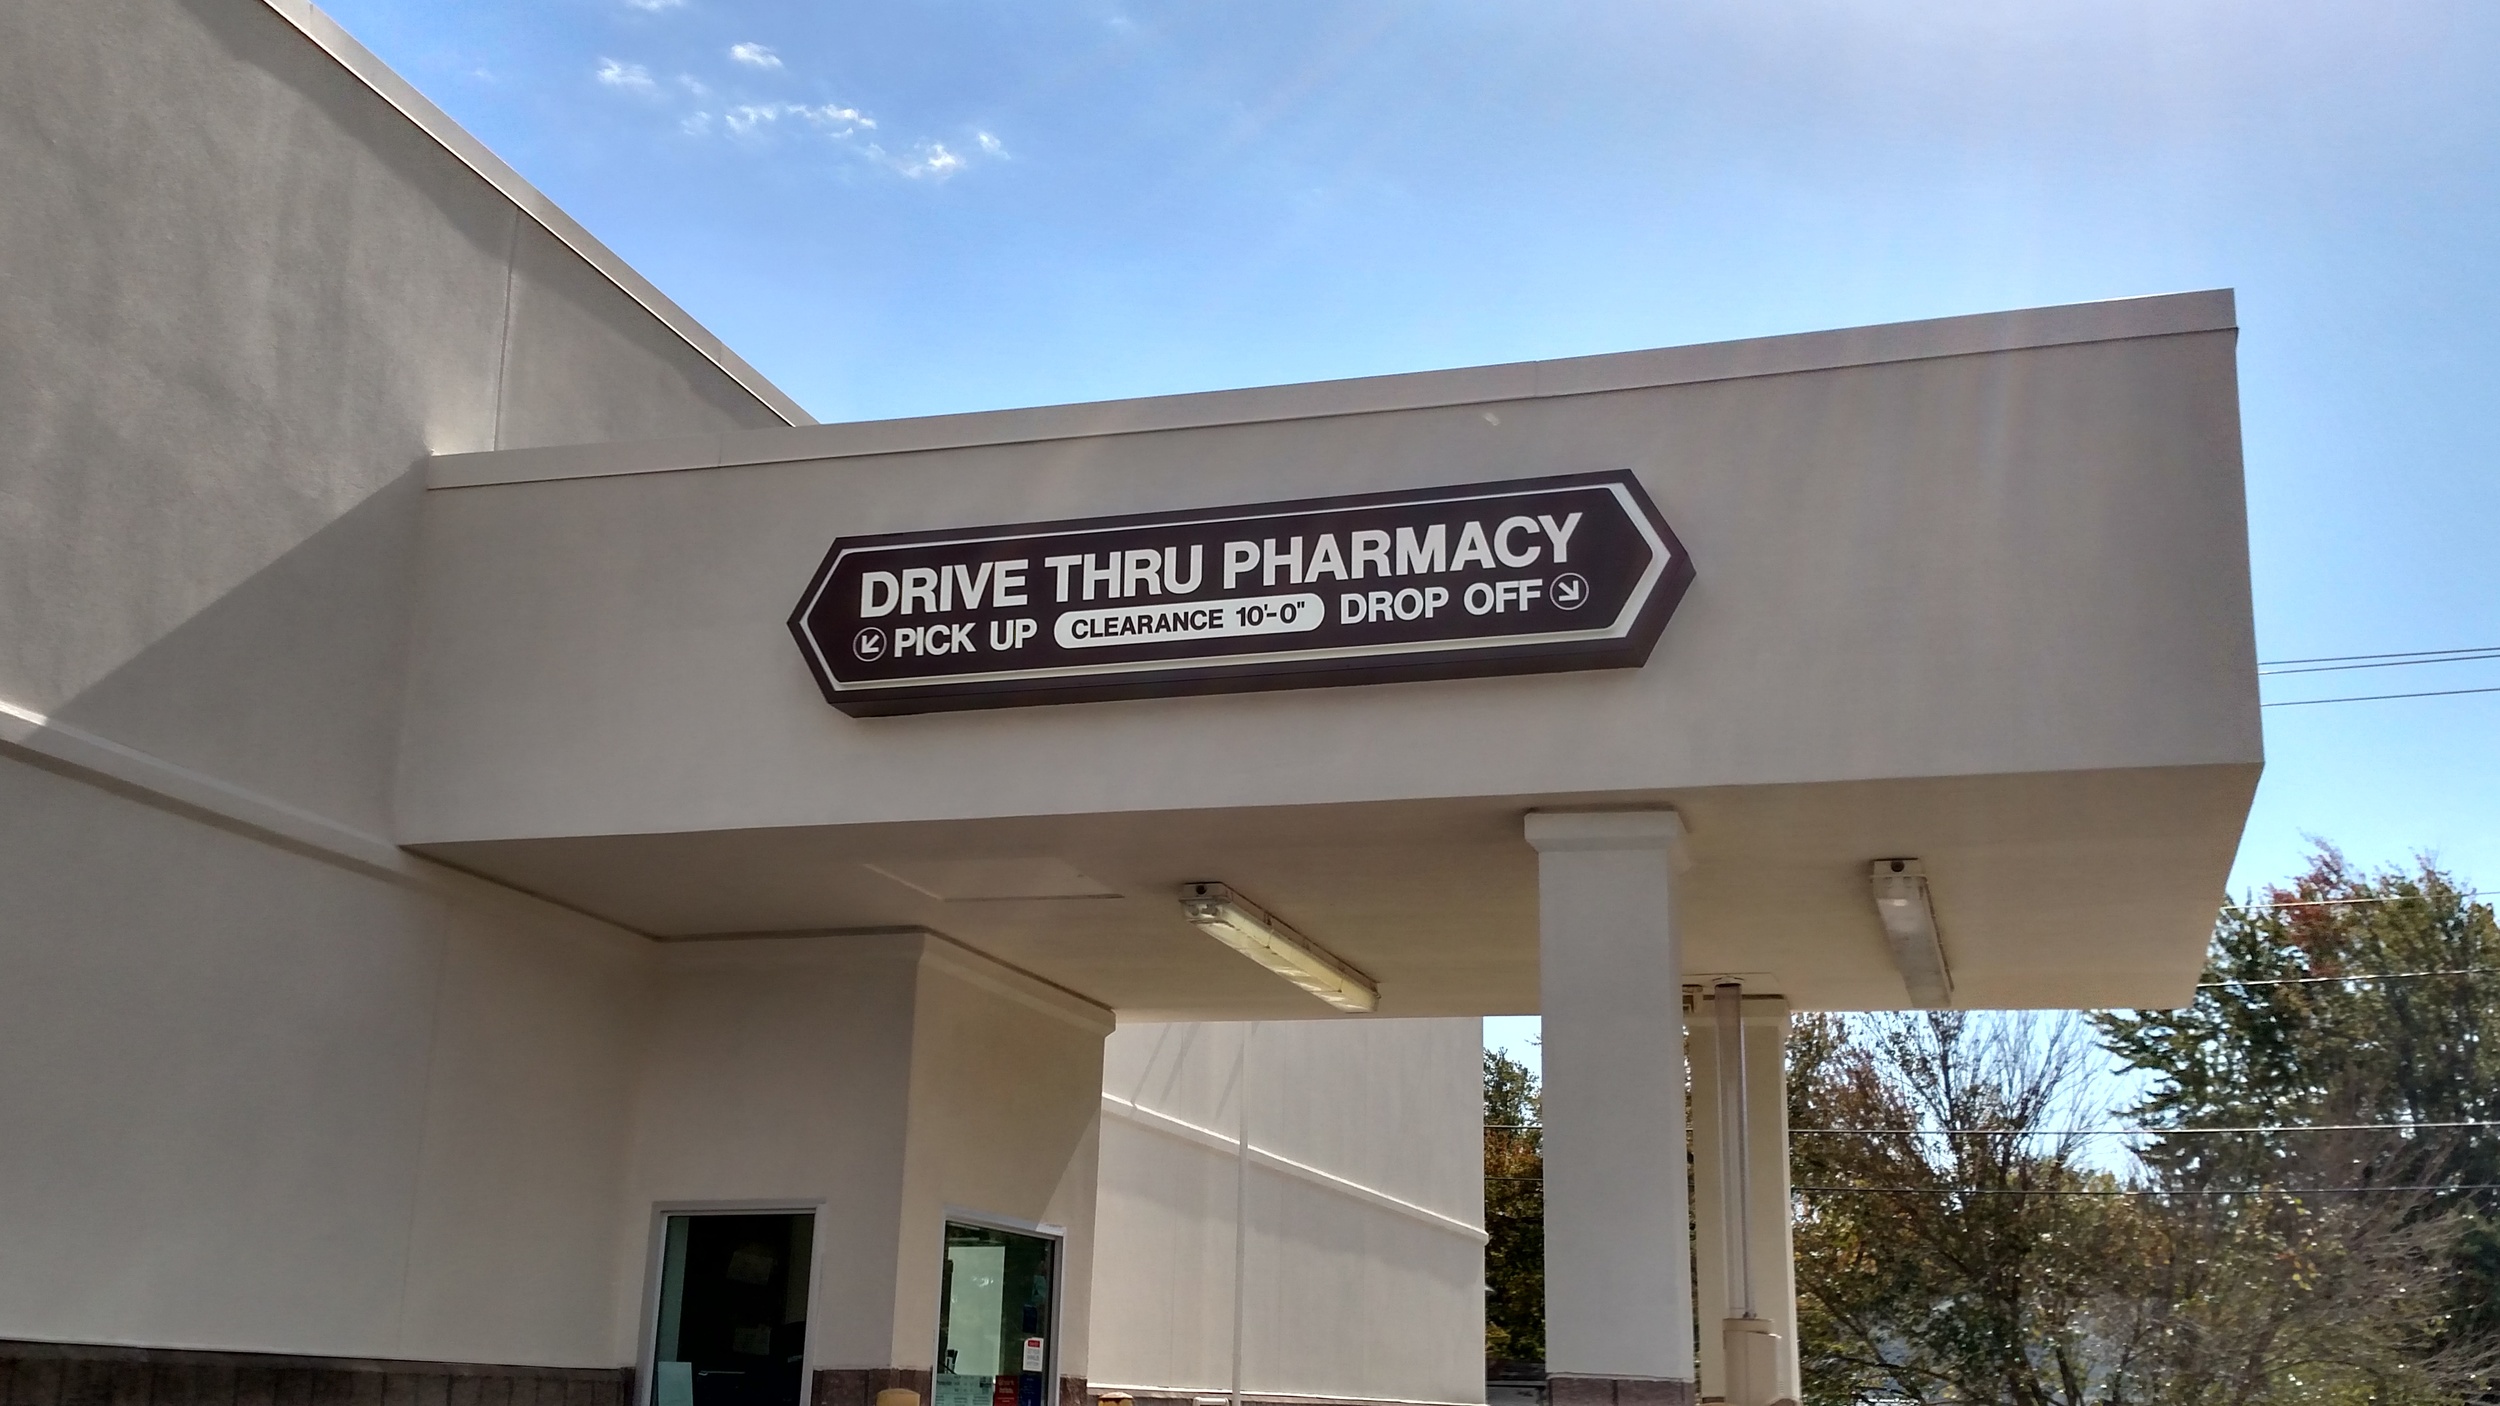 DRIVE THRU PHARMACY
PICK UP CLEARANCE 10'-0" DROP OFF